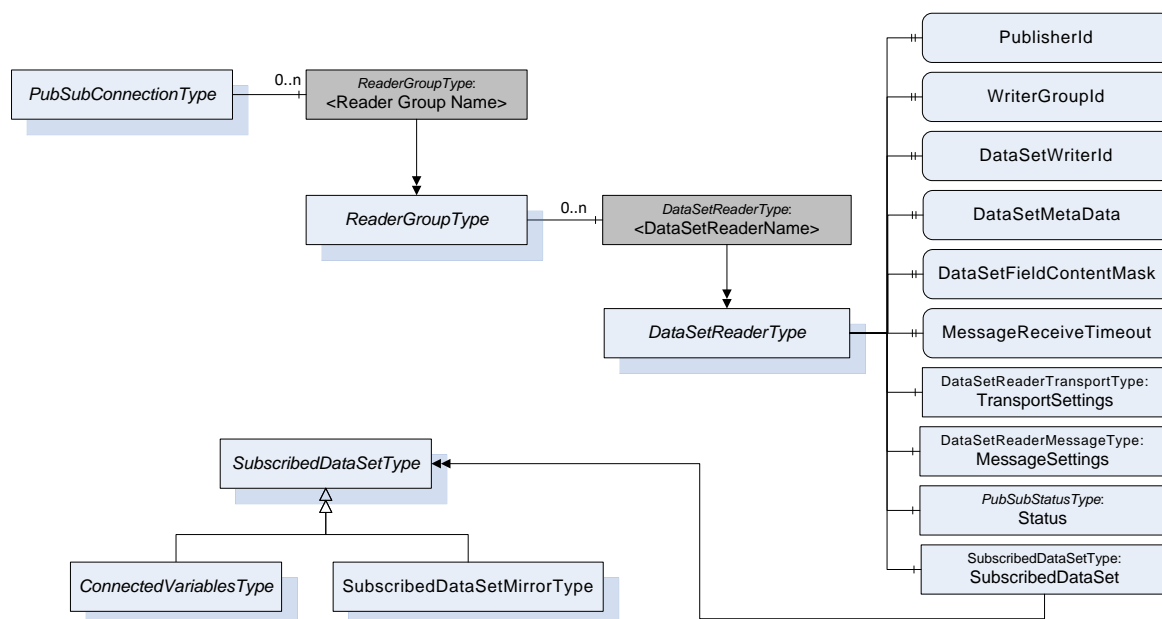 PublisherId
0..n
ReaderGroupType:
<Reader Group Name>
PubSubConnectionType
WriterGroupId
DataSetWriterId
0..n
DataSetReaderType:
<DataSetReaderName>
ReaderGroupType
DataSetMetaData
DataSetFieldContentMask
DataSetReaderType
MessageReceiveTimeout
DataSetReaderTransportType:
TransportSettings
DataSetReaderMessageType:
MessageSettings
SubscribedDataSetType
PubSubStatusType:
Status
SubscribedDataSetType:
SubscribedDataSet
ConnectedVariablesType
SubscribedDataSetMirrorType